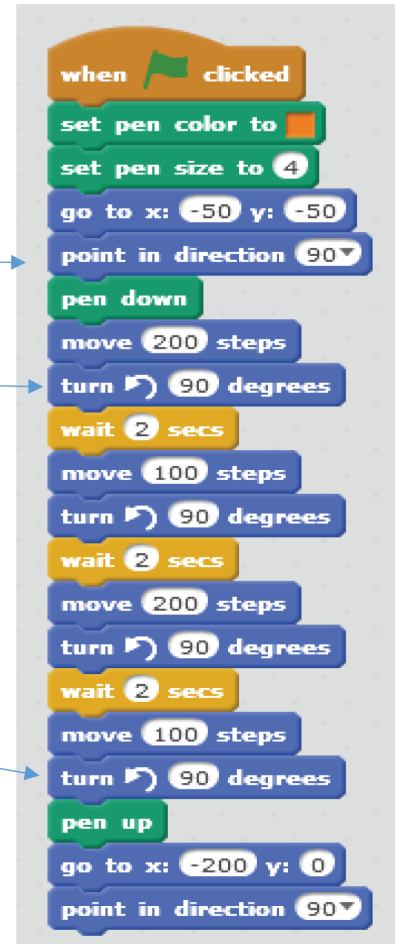 when clicked
set pen color to
set pen size to 4
go to x: -50 y: -50
point in direction 90
pen down
move 200 steps
turn 90 degrees
wait 2 secs
move 100 steps
turn 90 degrees
wait 2 secs
move 200 steps
turn 90 degrees
wait 2 secs
move 100 steps
turn 90 degrees
pen up
go to x: -200 y: 0
point in direction 90